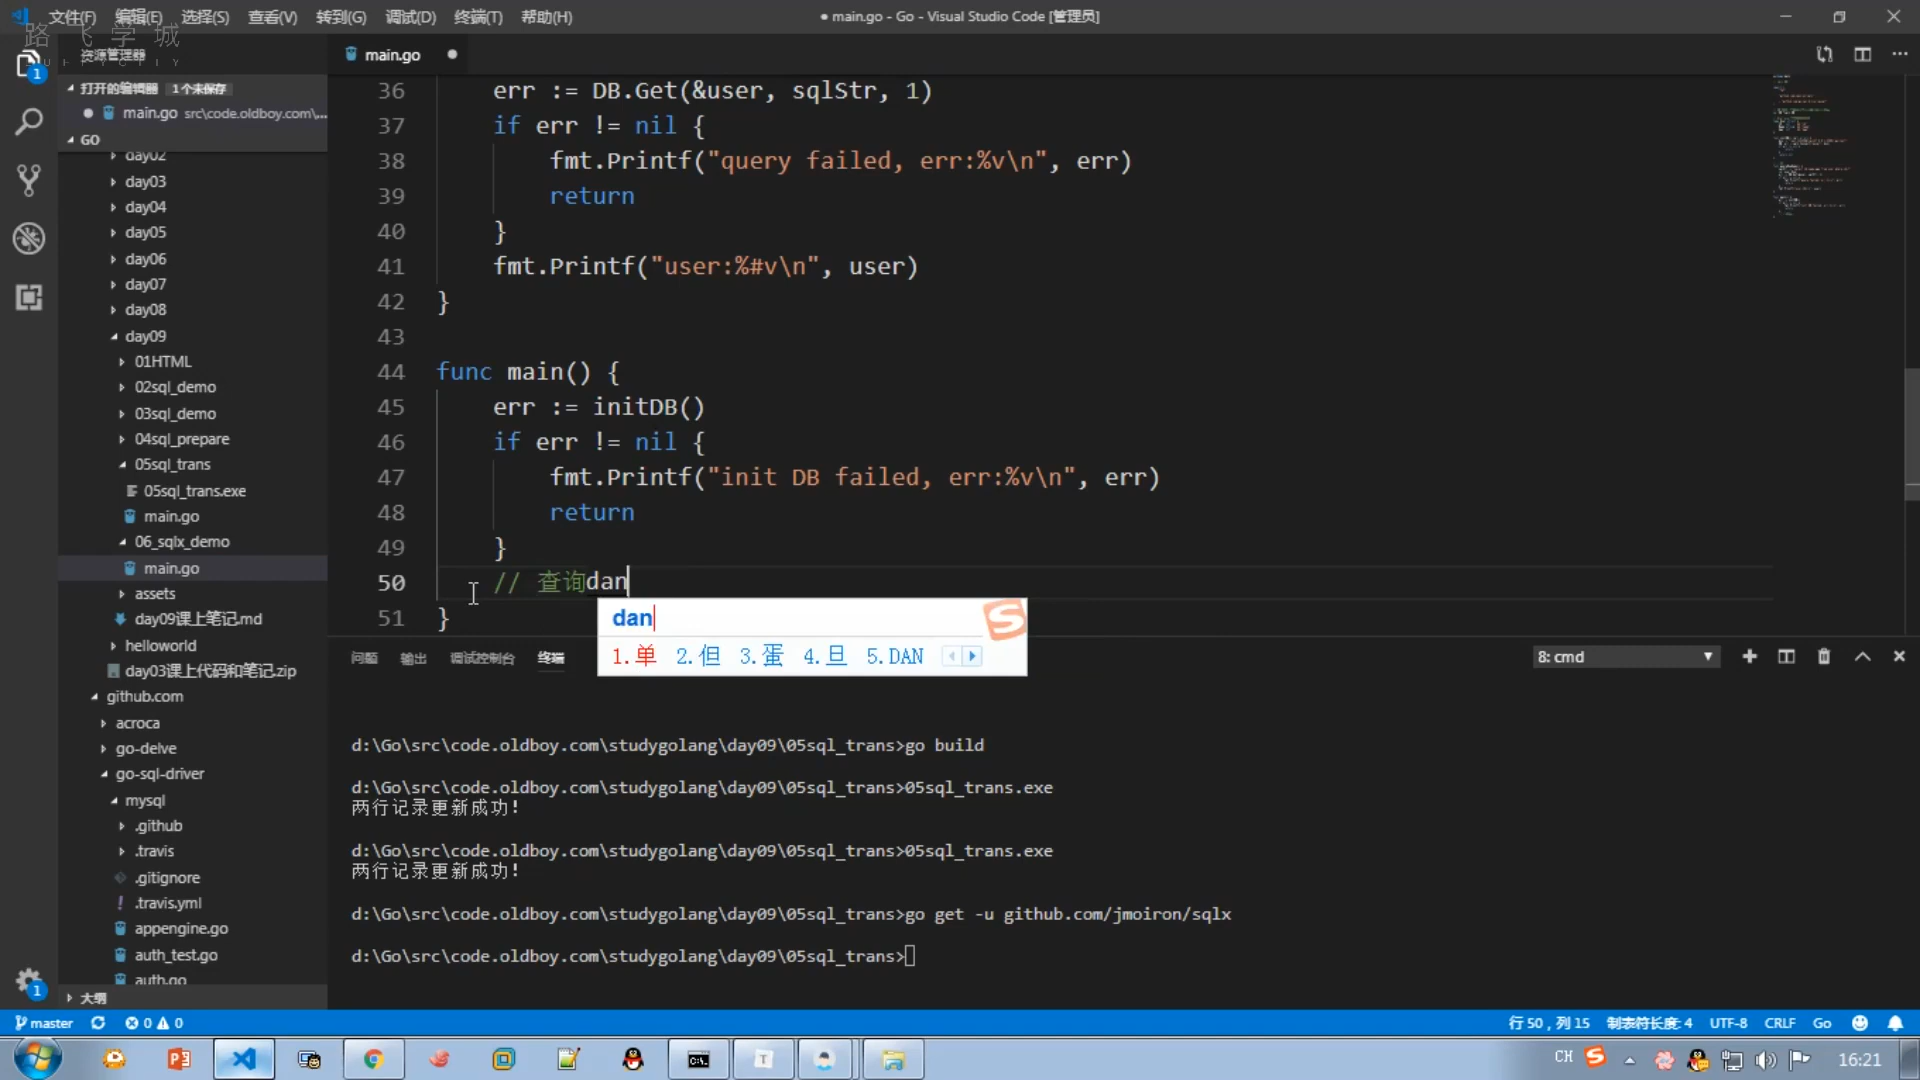 文件(F) 编辑(E) 选择(S) 查看(V) 转到(G) 调试(D) 终端(T) 帮助(H)
● main.go - Go - Visual Studio Code [管理员]
路飞学城
资源管理器
1
打开的编辑器 1 个未保存
● main.go src\code.oldboy.com\...
GO
day02
day03
day04
day05
day06
day07
day08
day09
01HTML
02sql_demo
03sql_demo
04sql_prepare
05sql_trans
05sql_trans.exe
main.go
06_sqlx_demo
main.go
assets
day09课上笔记.md
helloworld
day03课上代码和笔记.zip
github.com
acroca
go-delve
go-sql-driver
mysql
.github
.travis
.gitignore
.travis.yml
appengine.go
auth_test.go
auth.go
大纲
1
main.go ●
36 err := DB.Get(&user, sqlStr, 1)
37 if err != nil {
38 fmt.Printf("query failed, err:%v\n", err)
39 return
40 }
41 fmt.Printf("user:%#v\n", user)
42 }
43
44 func main() {
45 err := initDB()
46 if err != nil {
47 fmt.Printf("init DB failed, err:%v\n", err)
48 return
49 }
50 // 查询dan
51 }
dan
1.单 2.但 3.蛋 4.旦 5.DAN
问题 输出 调试控制台 终端
8: cmd
d:\Go\src\code.oldboy.com\studygolang\day09\05sql_trans>go build
d:\Go\src\code.oldboy.com\studygolang\day09\05sql_trans>05sql_trans.exe
两行记录更新成功!
d:\Go\src\code.oldboy.com\studygolang\day09\05sql_trans>05sql_trans.exe
两行记录更新成功!
d:\Go\src\code.oldboy.com\studygolang\day09\05sql_trans>go get -u github.com/jmoiron/sqlx
d:\Go\src\code.oldboy.com\studygolang\day09\05sql_trans>
master 0 0
行 50，列 15 制表符长度: 4 UTF-8 CRLF Go
CH 16:21